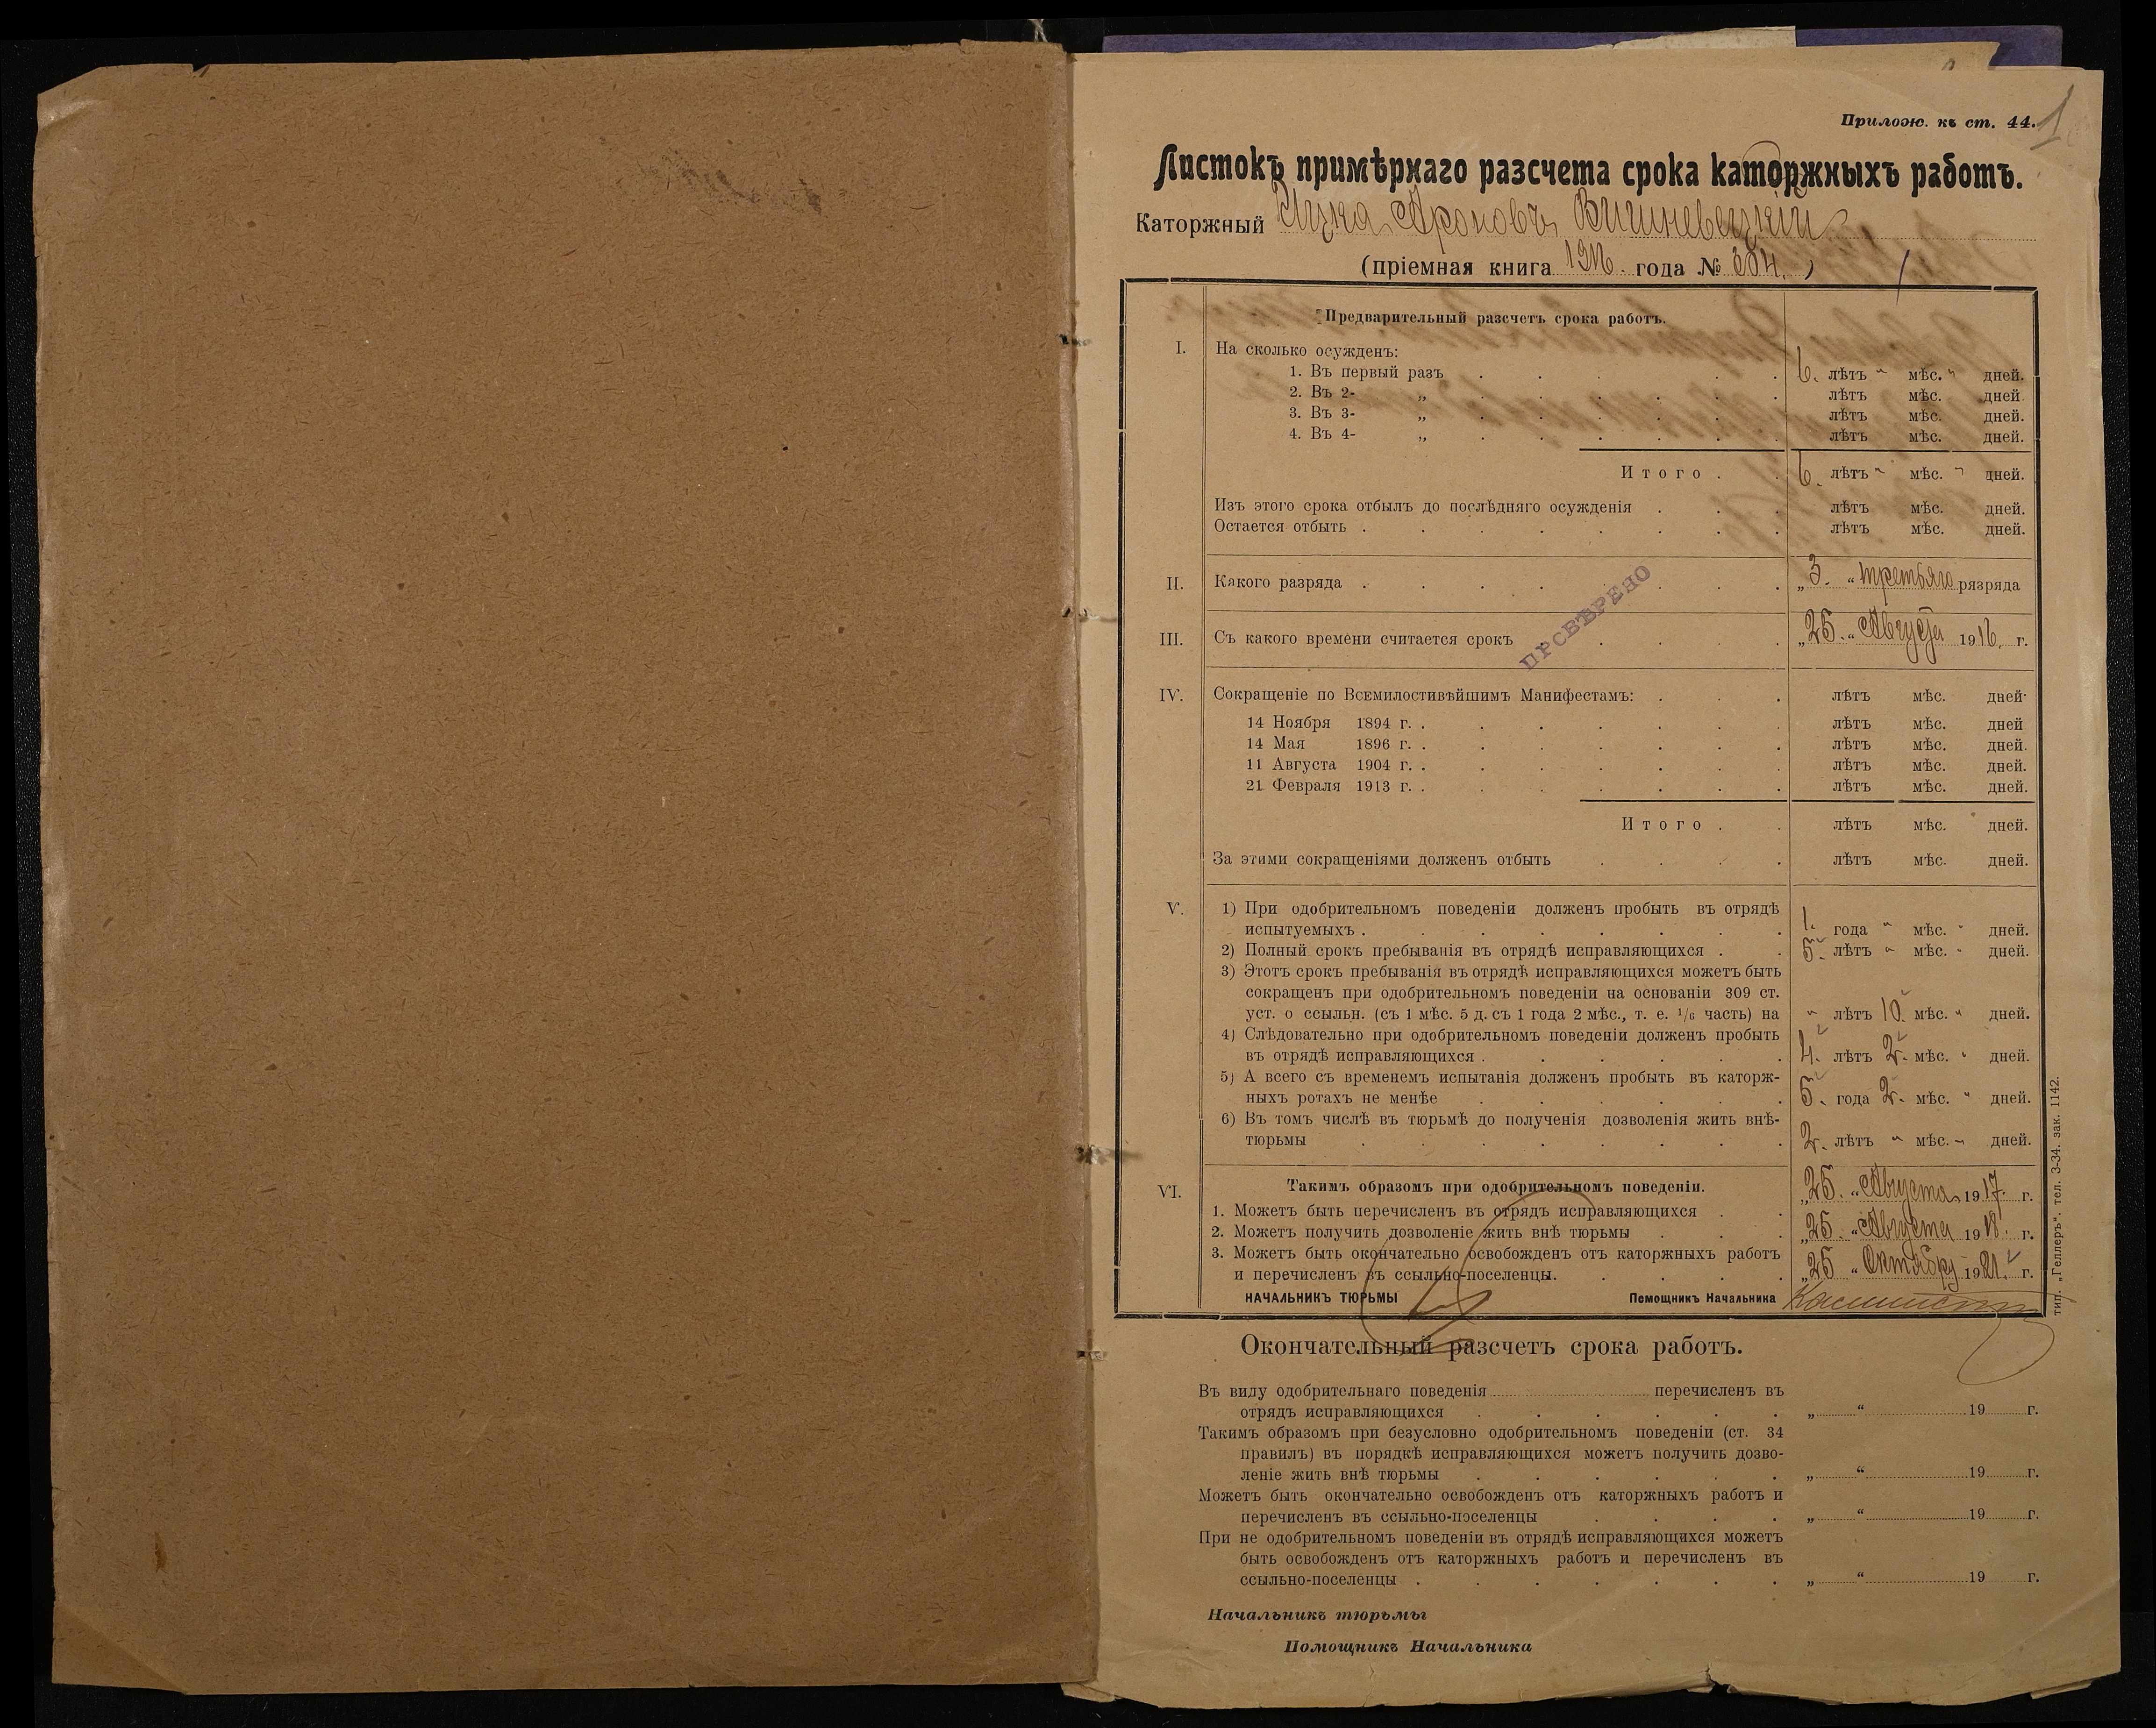 Прилож. къ ст. 44.
1
Листокъ примѣрнаго разсчета срока каторжныхъ работъ.
Каторжный Ицка Ароновъ Вишневецкій
(пріемная книга 1916. года № 384.)
Предварительный разсчетъ срока работъ.
I. На сколько осужденъ:
1. Въ первый разъ 6. лѣтъ " мѣс. " дней.
2. Въ 2- „ лѣтъ мѣс. дней.
3. Въ 3- „ лѣтъ мѣс. дней.
4. Въ 4- „ лѣтъ мѣс. дней.
Итого . 6. лѣтъ " мѣс. " дней.
Изъ этого срока отбылъ до послѣдняго осужденія . лѣтъ мѣс. дней.
Остается отбыть . лѣтъ мѣс. дней.
II. Какого разряда . „3. “ третьяго разряда
ПРОВѢРЕНО
III. Съ какого времени считается срокъ „25. “ Августа 1916. г.
IV. Сокращеніе по Всемилостивѣйшимъ Манифестамъ: . лѣтъ мѣс. дней.
14 Ноября 1894 г. . лѣтъ мѣс. дней
14 Мая 1896 г. . лѣтъ мѣс. дней.
11 Августа 1904 г. . лѣтъ мѣс. дней.
21 Февраля 1913 г. . лѣтъ мѣс. дней.
Итого . лѣтъ мѣс. дней.
За этими сокращеніями долженъ отбыть . лѣтъ мѣс. дней.
V. 1) При одобрительномъ поведеніи долженъ пробыть въ отрядѣ
испытуемыхъ . 1. года " мѣс. " дней.
2) Полный срокъ пребыванія въ отрядѣ исправляющихся . 5. лѣтъ " мѣс. " дней.
3) Этотъ срокъ пребыванія въ отрядѣ исправляющихся можетъ быть
сокращенъ при одобрительномъ поведеніи на основаніи 309 ст.
уст. о ссыльн. (съ 1 мѣс. 5 д. съ 1 года 2 мѣс., т. е. 1/6 часть) на " лѣтъ 10. мѣс. " дней.
4) Слѣдовательно при одобрительномъ поведеніи долженъ пробыть
въ отрядѣ исправляющихся . 4. лѣтъ 2. мѣс. " дней.
5) А всего съ временемъ испытанія долженъ пробыть въ каторж-
ныхъ ротахъ не менѣе 5. года 2. мѣс. " дней.
6) Въ томъ числѣ въ тюрьмѣ до полученія дозволенія жить внѣ-
тюрьмы 2. лѣтъ " мѣс. " дней.
VI. Такимъ образомъ при одобрительномъ поведеніи.
1. Можетъ быть перечисленъ въ отрядъ исправляющихся . „25. “ Августа 1917. г.
2. Можетъ получить дозволеніе жить внѣ тюрьмы . „25. “ Августа 1918. г.
3. Можетъ быть окончательно освобожденъ отъ каторжныхъ работъ
и перечисленъ въ ссыльно-поселенцы. „25 “ Октября 1921. г.
НАЧАЛЬНИКЪ ТЮРЬМЫ Помощникъ Начальника
тип. „Геллеръ“. тел. 3-34. зак. 1142.
Окончательный разсчетъ срока работъ.
Въ виду одобрительнаго поведенія перечисленъ въ
отрядъ исправляющихся . „ “ 19 г.
Такимъ образомъ при безусловно одобрительномъ поведеніи (ст. 34
правилъ) въ порядкѣ исправляющихся можетъ получить дозво-
леніе жить внѣ тюрьмы . „ “ 19 г.
Можетъ быть окончательно освобожденъ отъ каторжныхъ работъ и
перечисленъ въ ссыльно-поселенцы . „ “ 19 г.
При не одобрительномъ поведеніи въ отрядѣ исправляющихся можетъ
быть освобожденъ отъ каторжныхъ работъ и перечисленъ въ
ссыльно-поселенцы . „ “ 19 г.
Начальникъ тюрьмы
Помощникъ Начальника